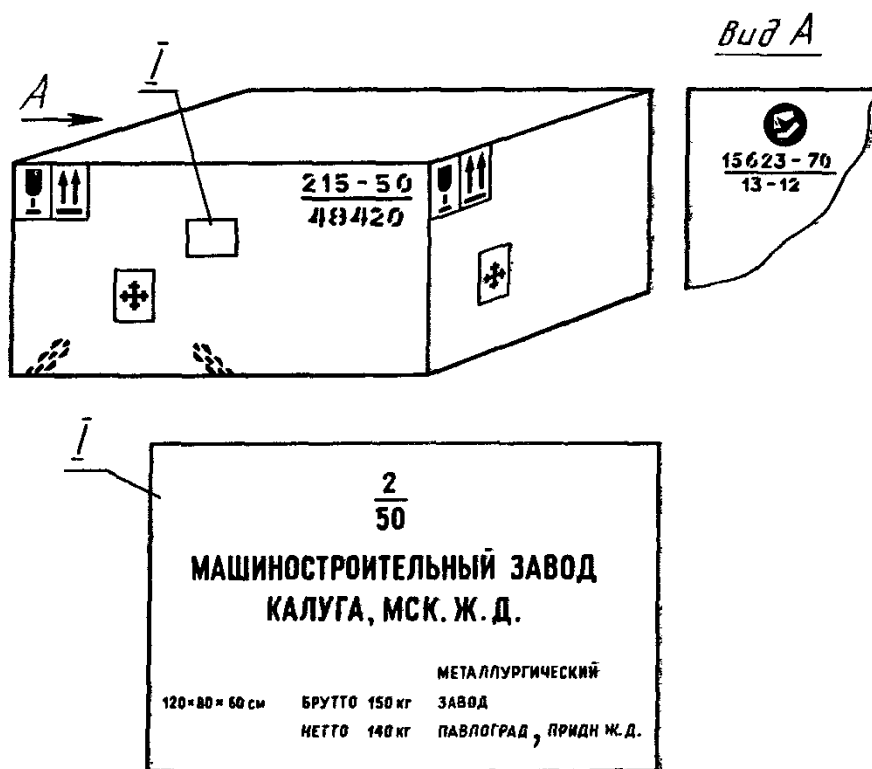 Вид А
I
А
215-50
48420
15623-70
13-12
I
2
50
МАШИНОСТРОИТЕЛЬНЫЙ ЗАВОД
КАЛУГА, МСК. Ж.Д.
МЕТАЛЛУРГИЧЕСКИЙ
120×80×60 см БРУТТО 150 кг ЗАВОД
НЕТТО 140 кг ПАВЛОГРАД, ПРИДН Ж.Д.